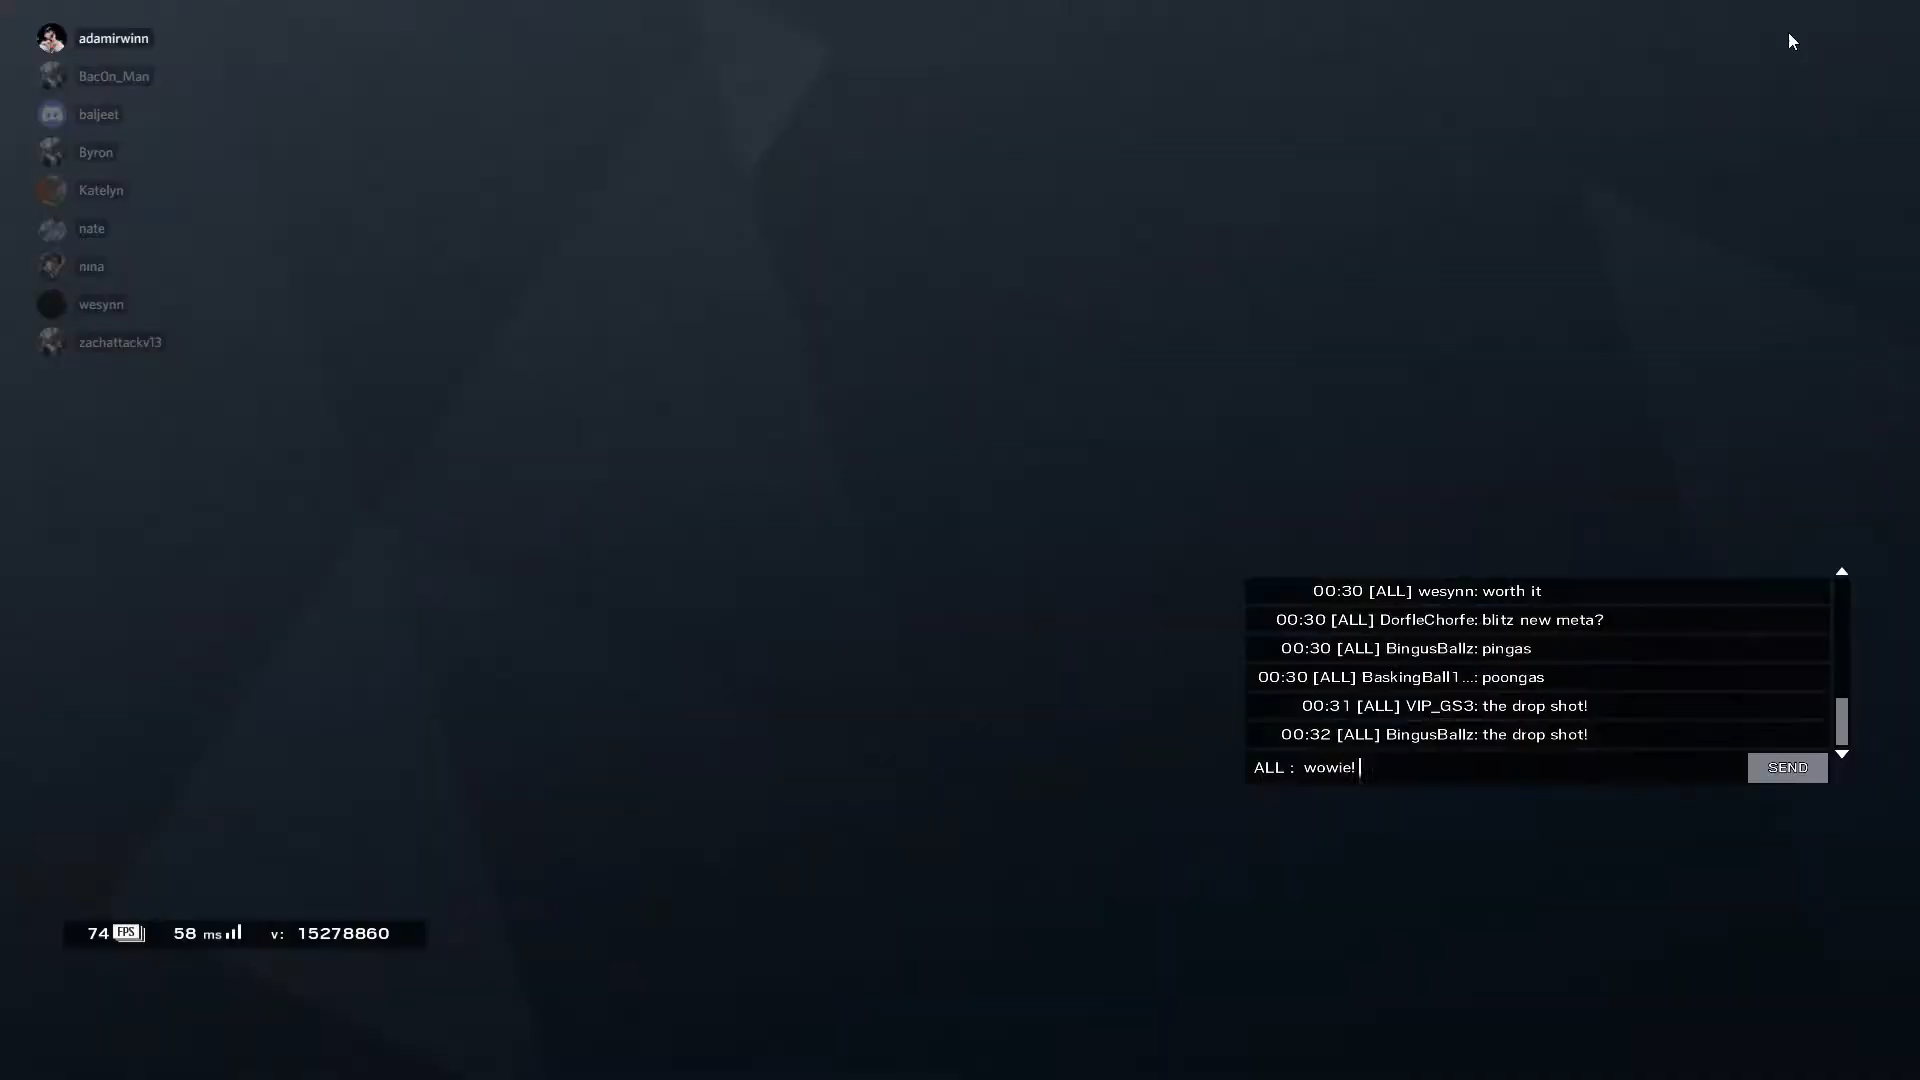 adamirwinn
Bac0n_Man
baljeet
Byron
Katelyn
nate
nina
wesynn
zachattackv13
00:30 [ALL] wesynn: worth it
00:30 [ALL] DorfleChorfe: blitz new meta?
00:30 [ALL] BingusBallz: pingas
00:30 [ALL] BaskingBall1...: poongas
00:31 [ALL] VIP_GS3: the drop shot!
00:32 [ALL] BingusBallz: the drop shot!
ALL : wowie!
SEND
74 FPS 58 ms v: 15278860